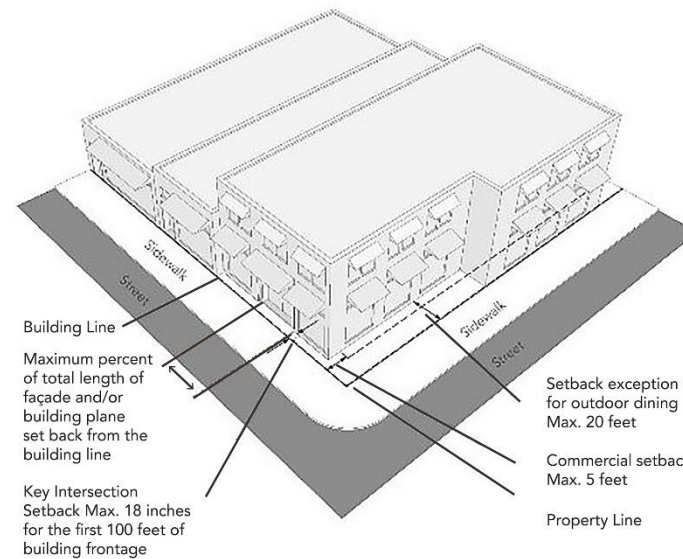 Sidewalk
Street
Sidewalk
Street
Building Line
Maximum percent
of total length of
façade and/or
building plane
set back from the
building line
Key Intersection
Setback Max. 18 inches
for the first 100 feet of
building frontage
Setback exception
for outdoor dining
Max. 20 feet
Commercial setbac
Max. 5 feet
Property Line